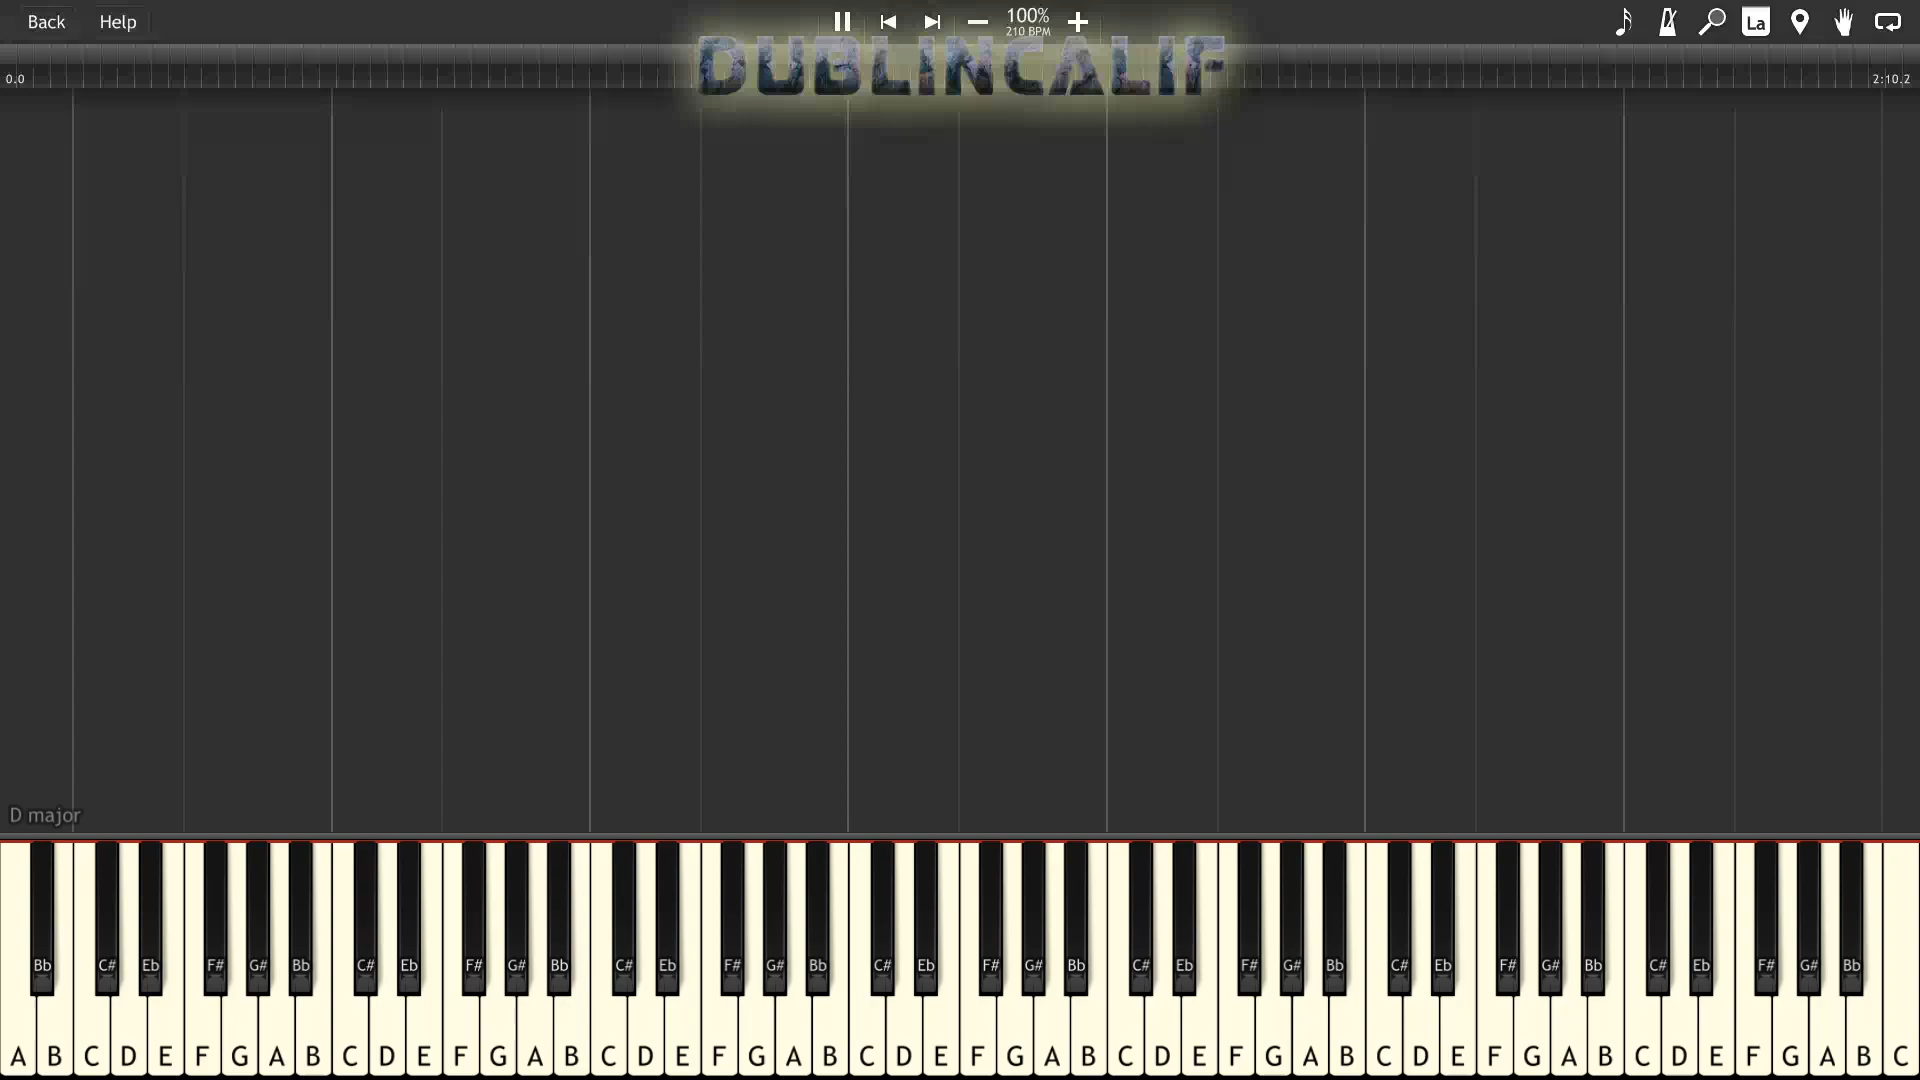 Back Help 100% La
210 BPM
DUBLINCALIF
0.0 2:10.2
D major
Bb C# Eb F# G# Bb C# Eb F# G# Bb C# Eb F# G# Bb C# Eb F# G# Bb C# Eb F# G# Bb C# Eb F# G# Bb C# Eb F# G# Bb
A B C D E F G A B C D E F G A B C D E F G A B C D E F G A B C D E F G A B C D E F G A B C D E F G A B C